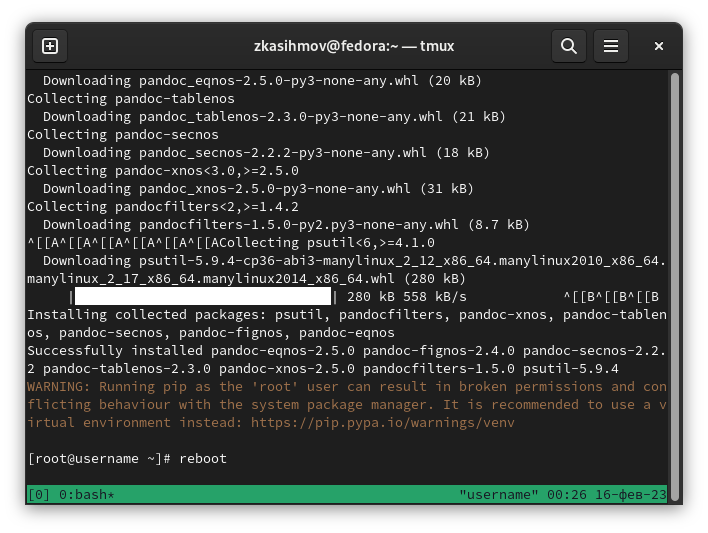 zkasihmov@fedora:~ — tmux
Downloading pandoc_eqnos-2.5.0-py3-none-any.whl (20 kB)
Collecting pandoc-tablenos
Downloading pandoc_tablenos-2.3.0-py3-none-any.whl (21 kB)
Collecting pandoc-secnos
Downloading pandoc_secnos-2.2.2-py3-none-any.whl (18 kB)
Collecting pandoc-xnos<3.0,>=2.5.0
Downloading pandoc_xnos-2.5.0-py3-none-any.whl (31 kB)
Collecting pandocfilters<2,>=1.4.2
Downloading pandocfilters-1.5.0-py2.py3-none-any.whl (8.7 kB)
^[[A^[[A^[[A^[[A^[[A^[[ACollecting psutil<6,>=4.1.0
Downloading psutil-5.9.4-cp36-abi3-manylinux_2_12_x86_64.manylinux2010_x86_64.
manylinux_2_17_x86_64.manylinux2014_x86_64.whl (280 kB)
| | 280 kB 558 kB/s ^[[B^[[B^[[B
Installing collected packages: psutil, pandocfilters, pandoc-xnos, pandoc-tablen
os, pandoc-secnos, pandoc-fignos, pandoc-eqnos
Successfully installed pandoc-eqnos-2.5.0 pandoc-fignos-2.4.0 pandoc-secnos-2.2.
2 pandoc-tablenos-2.3.0 pandoc-xnos-2.5.0 pandocfilters-1.5.0 psutil-5.9.4
WARNING: Running pip as the 'root' user can result in broken permissions and con
flicting behaviour with the system package manager. It is recommended to use a v
irtual environment instead: https://pip.pypa.io/warnings/venv
[root@username ~]# reboot
[0] 0:bash* "username" 00:26 16-фев-23